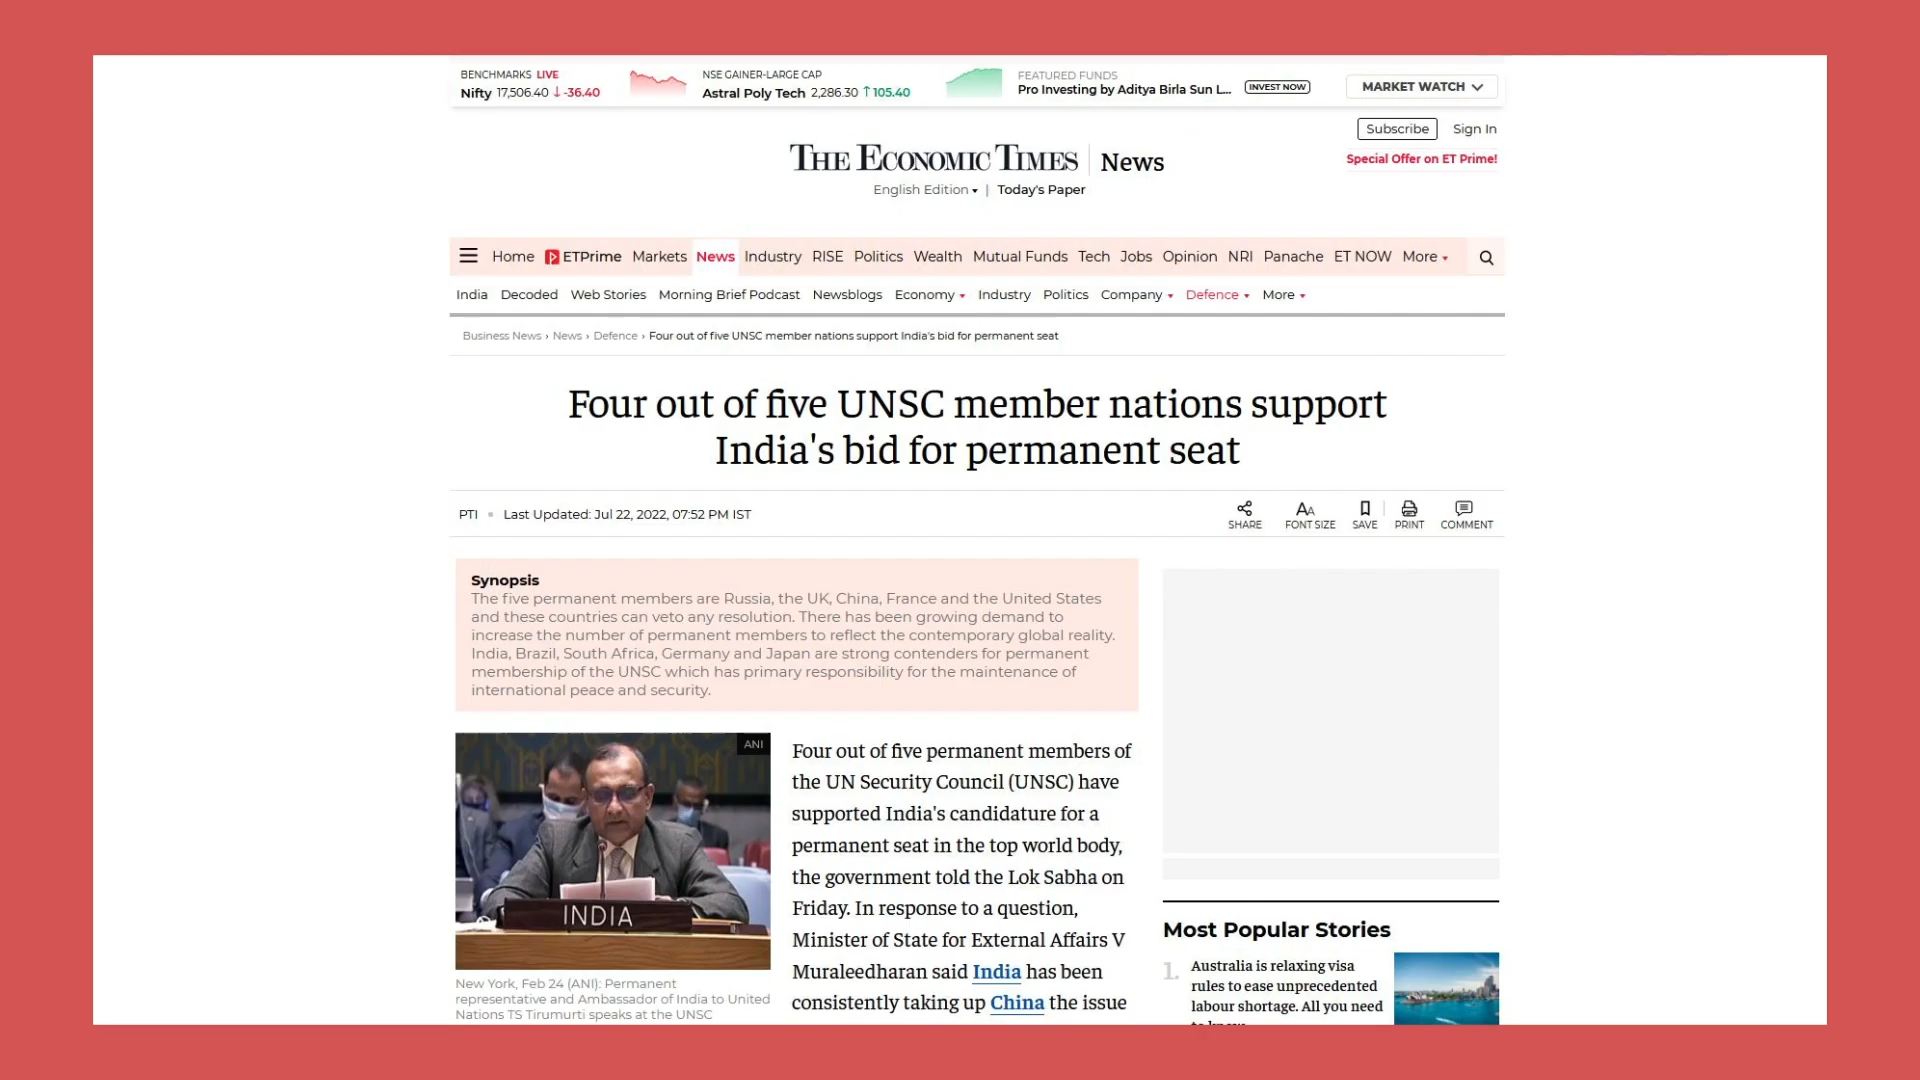 BENCHMARKS LIVE
Nifty 17,506.40 ↓ -36.40
NSE GAINER-LARGE CAP
Astral Poly Tech 2,286.30 ↑ 105.40
FEATURED FUNDS
Pro Investing by Aditya Birla Sun L... INVEST NOW
MARKET WATCH
Subscribe Sign In
Special Offer on ET Prime!
THE ECONOMIC TIMES | News
English Edition | Today's Paper
Home ETPrime Markets News Industry RISE Politics Wealth Mutual Funds Tech Jobs Opinion NRI Panache ET NOW More
India Decoded Web Stories Morning Brief Podcast Newsblogs Economy Industry Politics Company Defence More
Business News › News › Defence › Four out of five UNSC member nations support India's bid for permanent seat
Four out of five UNSC member nations support
India's bid for permanent seat
PTI • Last Updated: Jul 22, 2022, 07:52 PM IST
SHARE FONT SIZE SAVE PRINT COMMENT
Synopsis
The five permanent members are Russia, the UK, China, France and the United States
and these countries can veto any resolution. There has been growing demand to
increase the number of permanent members to reflect the contemporary global reality.
India, Brazil, South Africa, Germany and Japan are strong contenders for permanent
membership of the UNSC which has primary responsibility for the maintenance of
international peace and security.
ANI
INDIA
New York, Feb 24 (ANI): Permanent
representative and Ambassador of India to United
Nations TS Tirumurti speaks at the UNSC
Four out of five permanent members of
the UN Security Council (UNSC) have
supported India's candidature for a
permanent seat in the top world body,
the government told the Lok Sabha on
Friday. In response to a question,
Minister of State for External Affairs V
Muraleedharan said India has been
consistently taking up China the issue
Most Popular Stories
1. Australia is relaxing visa
rules to ease unprecedented
labour shortage. All you need